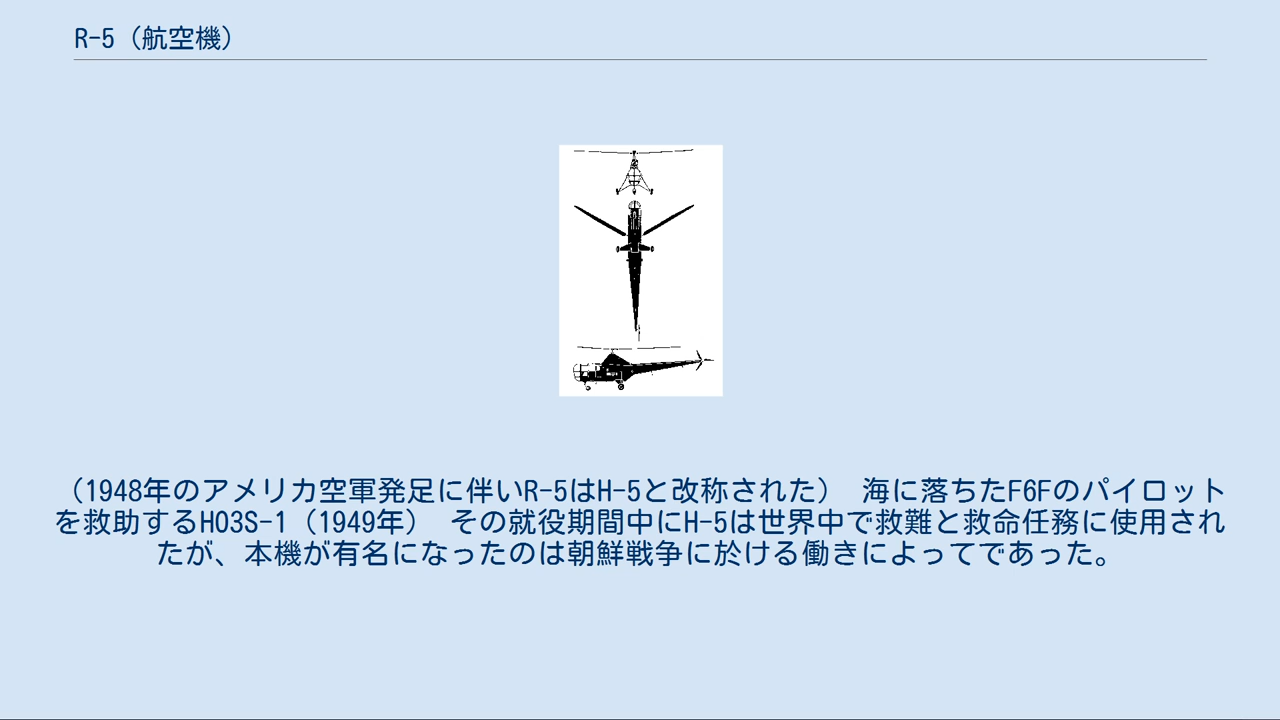 R-5（航空機）
（1948年のアメリカ空軍発足に伴いR-5はH-5と改称された）　海に落ちたF6Fのパイロット
を救助するHO3S-1（1949年）　その就役期間中にH-5は世界中で救難と救命任務に使用され
たが、本機が有名になったのは朝鮮戦争に於ける働きによってであった。